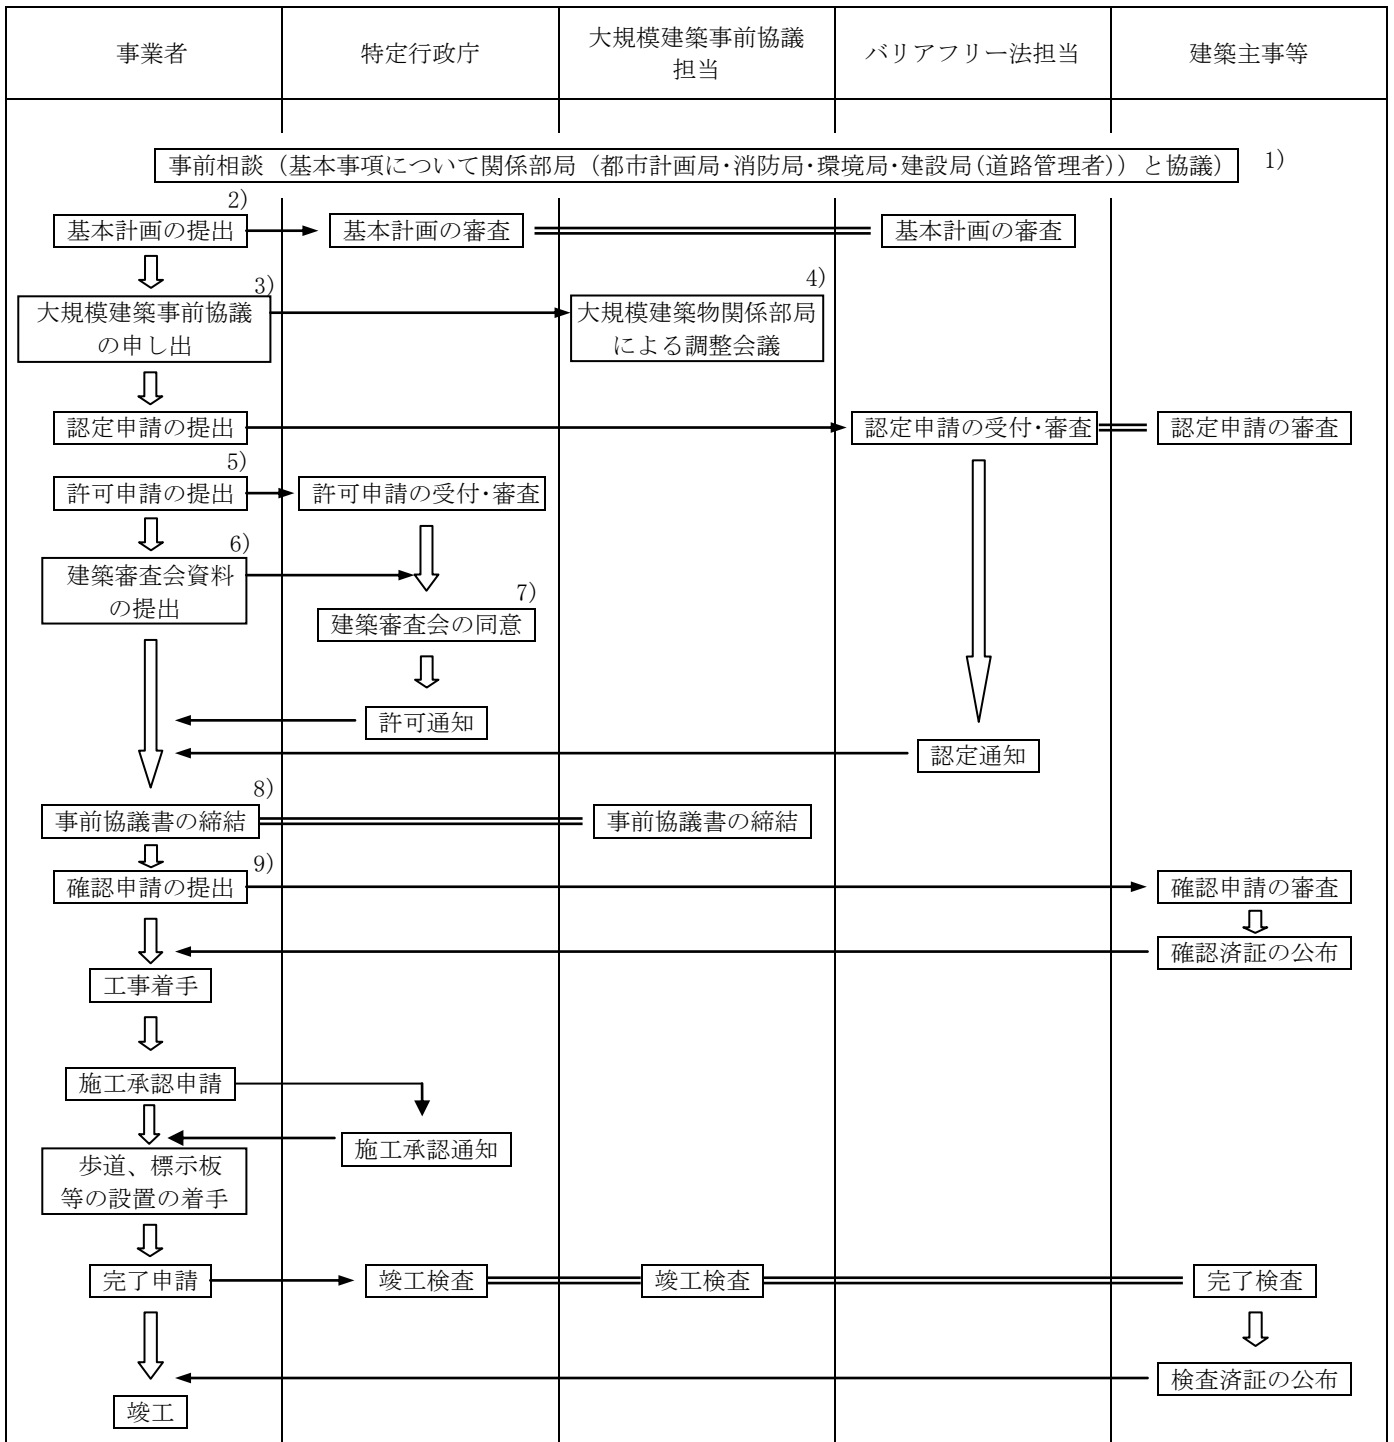 事業者
特定行政庁
大規模建築事前協議
担当
バリアフリー法担当
建築主事等
事前相談（基本事項について関係部局（都市計画局・消防局・環境局・建設局(道路管理者)）と協議） 1)
2)
基本計画の提出
基本計画の審査
基本計画の審査
3)
4)
大規模建築事前協議
の申し出
大規模建築物関係部局
による調整会議
認定申請の提出
認定申請の受付・審査
認定申請の審査
5)
許可申請の提出
許可申請の受付・審査
6)
建築審査会資料
の提出
7)
建築審査会の同意
許可通知
認定通知
8)
事前協議書の締結
事前協議書の締結
9)
確認申請の提出
確認申請の審査
確認済証の公布
工事着手
施工承認申請
施工承認通知
歩道、標示板
等の設置の着手
完了申請
竣工検査
竣工検査
完了検査
検査済証の公布
竣工